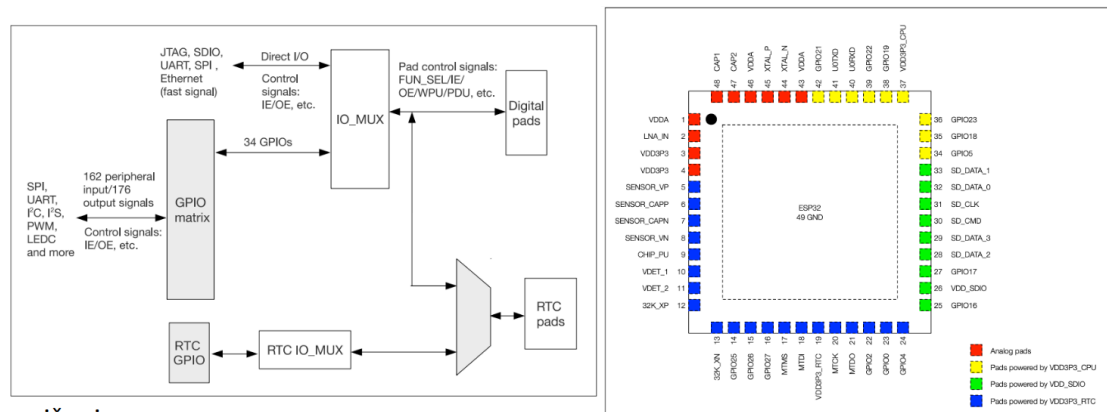 JTAG, SDIO,
UART, SPI ,
Ethernet
(fast signal)
Direct I/O
Control
signals:
IE/OE, etc.
IO_MUX
Pad control signals:
FUN_SEL/IE/
OE/WPU/PDU, etc.
Digital
pads
34 GPIOs
SPI,
UART,
I²C, I²S,
PWM,
LEDC
and more
162 peripheral
input/176
output signals
Control signals:
IE/OE, etc.
GPIO
matrix
RTC
GPIO
RTC IO_MUX
RTC
pads
48 CAP1
47 CAP2
46 VDDA
45 XTAL_P
44 XTAL_N
43 VDDA
42 GPIO21
41 U0TXD
40 U0RXD
39 GPIO22
38 GPIO19
37 VDD3P3_CPU
VDDA 1
LNA_IN 2
VDD3P3 3
VDD3P3 4
SENSOR_VP 5
SENSOR_CAPP 6
SENSOR_CAPN 7
SENSOR_VN 8
CHIP_PU 9
VDET_1 10
VDET_2 11
32K_XP 12
ESP32
49 GND
36 GPIO23
35 GPIO18
34 GPIO5
33 SD_DATA_1
32 SD_DATA_0
31 SD_CLK
30 SD_CMD
29 SD_DATA_3
28 SD_DATA_2
27 GPIO17
26 VDD_SDIO
25 GPIO16
32K_XN 13
GPIO25 14
GPIO26 15
GPIO27 16
MTMS 17
MTDI 18
VDD3P3_RTC 19
MTCK 20
MTDO 21
GPIO2 22
GPIO0 23
GPIO4 24
Analog pads
Pads powered by VDD3P3_CPU
Pads powered by VDD_SDIO
Pads powered by VDD3P3_RTC